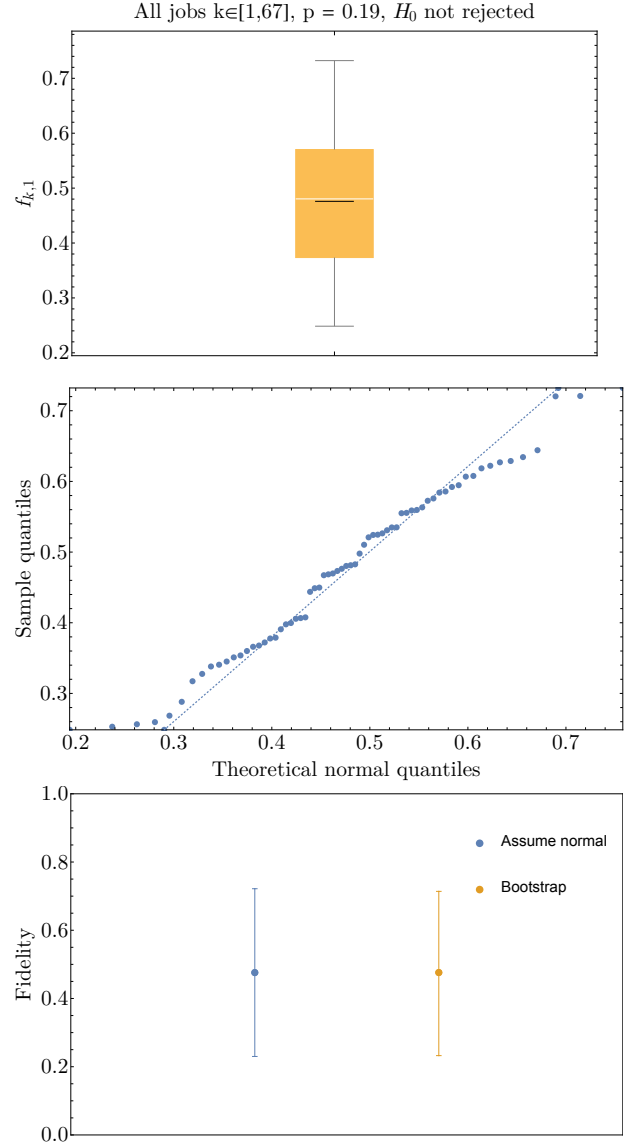 All jobs k∈[1,67], p = 0.19, H₀ not rejected
0.7
0.6
0.5
0.4
0.3
0.2
f_{k,1}
0.7
0.6
0.5
0.4
0.3
Sample quantiles
0.2 0.3 0.4 0.5 0.6 0.7
Theoretical normal quantiles
1.0
0.8
0.6
0.4
0.2
0.0
Fidelity
Assume normal
Bootstrap